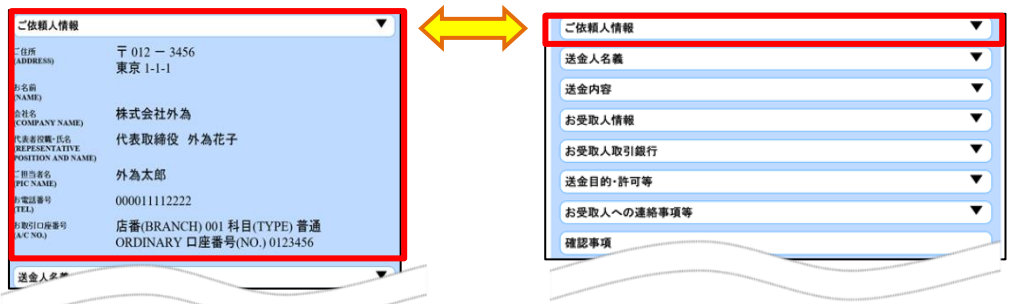 ご依頼人情報 ▼
ご住所
(ADDRESS)
〒 012 － 3456
東京 1-1-1
お名前
(NAME)
会社名
(COMPANY NAME)
株式会社外為
代表者役職・氏名
(REPESENTATIVE
POSITION AND NAME)
代表取締役 外為花子
ご担当者名
(PIC NAME)
外為太郎
お電話番号
(TEL)
000011112222
お取引口座番号
(A/C NO.)
店番(BRANCH) 001 科目(TYPE) 普通
ORDINARY 口座番号(NO.) 0123456
送金人名義 ▼
ご依頼人情報 ▼
送金人名義 ▼
送金内容 ▼
お受取人情報 ▼
お受取人取引銀行 ▼
送金目的・許可等 ▼
お受取人への連絡事項等 ▼
確認事項